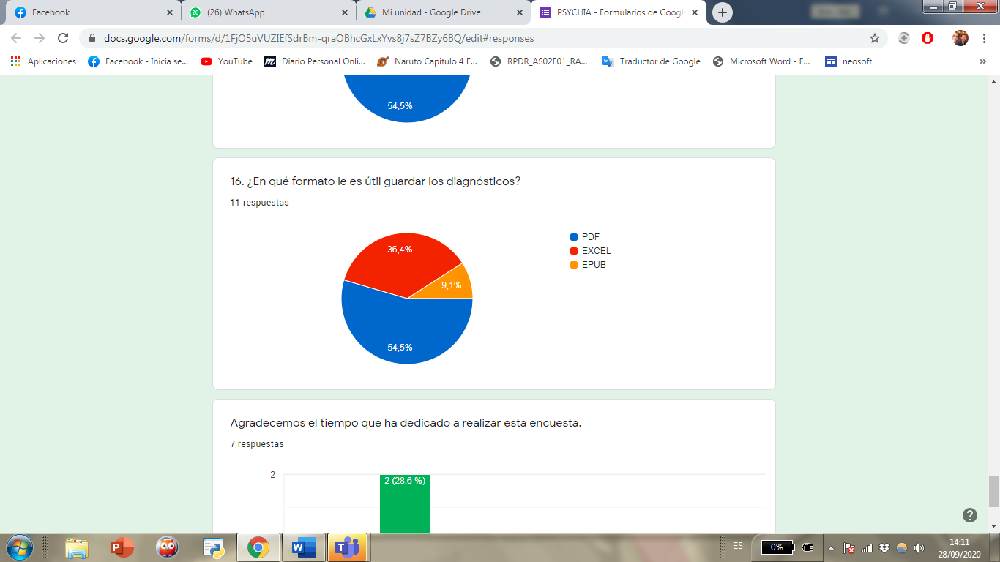 Facebook
26
(26) WhatsApp
Mi unidad - Google Drive
PSYCHIA - Formularios de Google
docs.google.com/forms/d/1FjO5uVUZIEfSdrBm-qraOBhcGxLxYvs8j7sZ7BZy6BQ/edit#responses
Aplicaciones
Facebook - Inicia se...
YouTube
Diario Personal Onli...
Naruto Capitulo 4 E...
RPDR_AS02E01_RA...
Traductor de Google
Microsoft Word - E...
neosoft
»
54,5%
16. ¿En qué formato le es útil guardar los diagnósticos?
11 respuestas
36,4%
9,1%
54,5%
PDF
EXCEL
EPUB
Agradecemos el tiempo que ha dedicado a realizar esta encuesta.
7 respuestas
2
2 (28,6 %)
ES
0%
14:11
28/09/2020